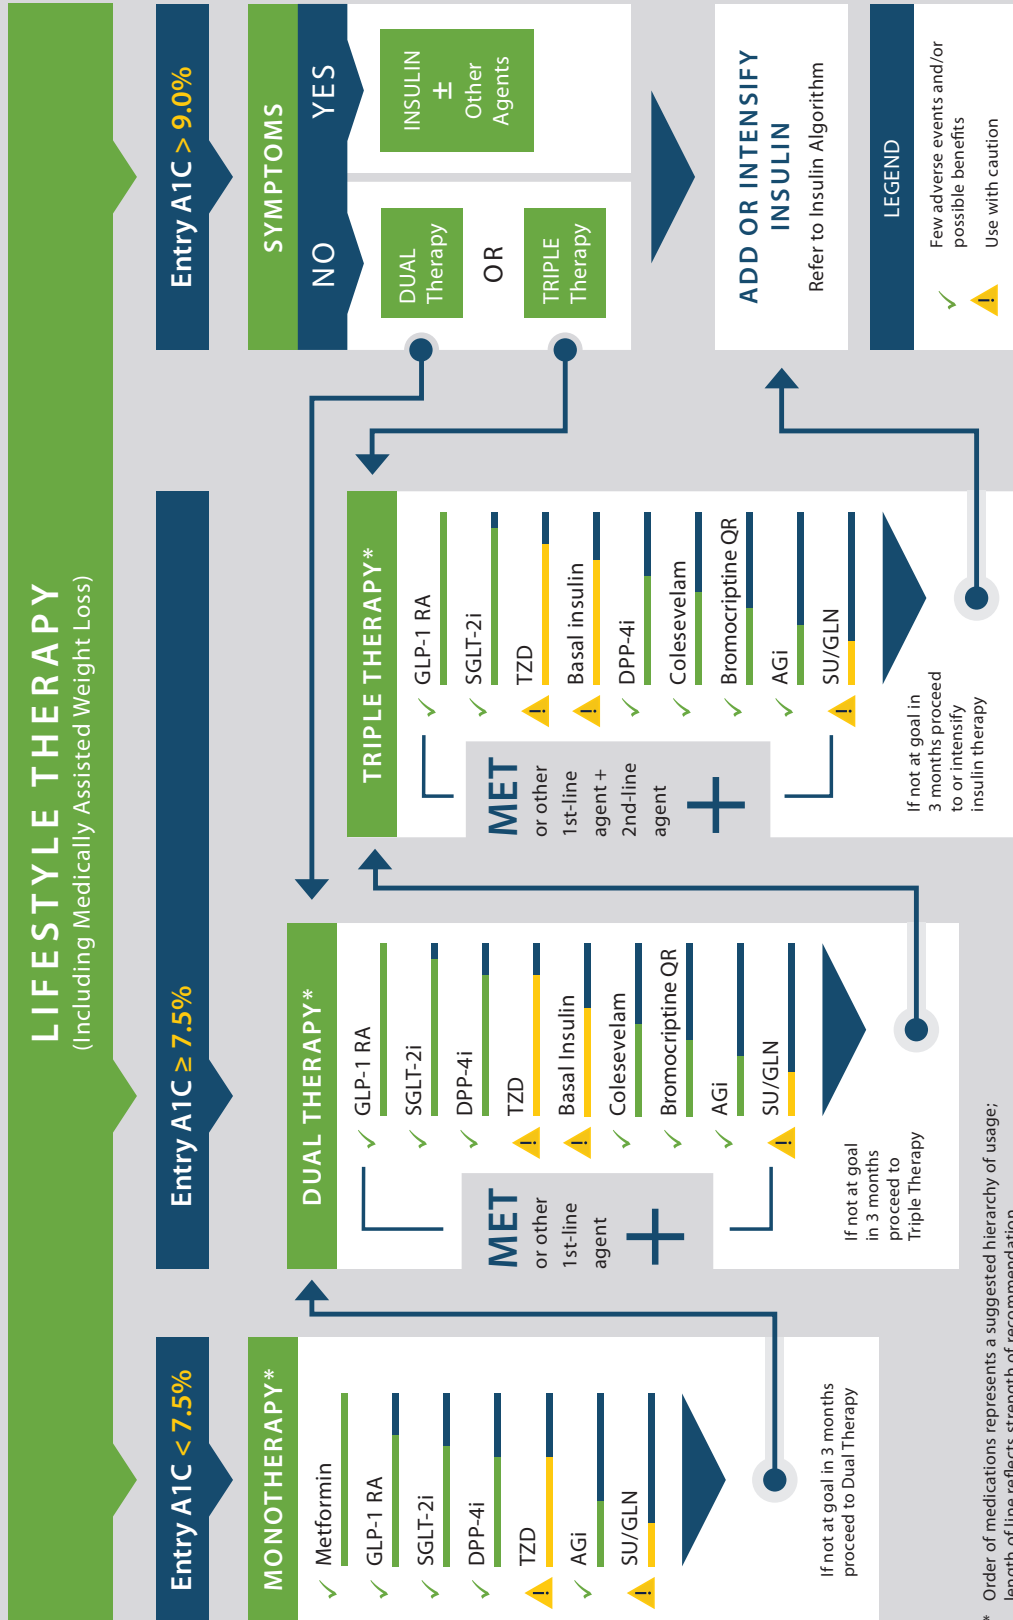 LIFESTYLE THERAPY
(Including Medically Assisted Weight Loss)
Entry A1C < 7.5%
Entry A1C ≥ 7.5%
Entry A1C > 9.0%
MONOTHERAPY*
Metformin
GLP-1 RA
SGLT-2i
DPP-4i
TZD
AGi
SU/GLN
If not at goal in 3 months
proceed to Dual Therapy
DUAL THERAPY*
MET
or other
1st-line
agent
+
GLP-1 RA
SGLT-2i
DPP-4i
TZD
Basal Insulin
Colesevelam
Bromocriptine QR
AGi
SU/GLN
If not at goal
in 3 months
proceed to
Triple Therapy
TRIPLE THERAPY*
MET
or other
1st-line
agent +
2nd-line
agent
+
GLP-1 RA
SGLT-2i
TZD
Basal insulin
DPP-4i
Colesevelam
Bromocriptine QR
AGi
SU/GLN
If not at goal in
3 months proceed
to or intensify
insulin therapy
SYMPTOMS
NO
YES
DUAL
Therapy
OR
TRIPLE
Therapy
INSULIN
±
Other
Agents
ADD OR INTENSIFY
INSULIN
Refer to Insulin Algorithm
LEGEND
Few adverse events and/or
possible benefits
Use with caution
* Order of medications represents a suggested hierarchy of usage;
length of line reflects strength of recommendation